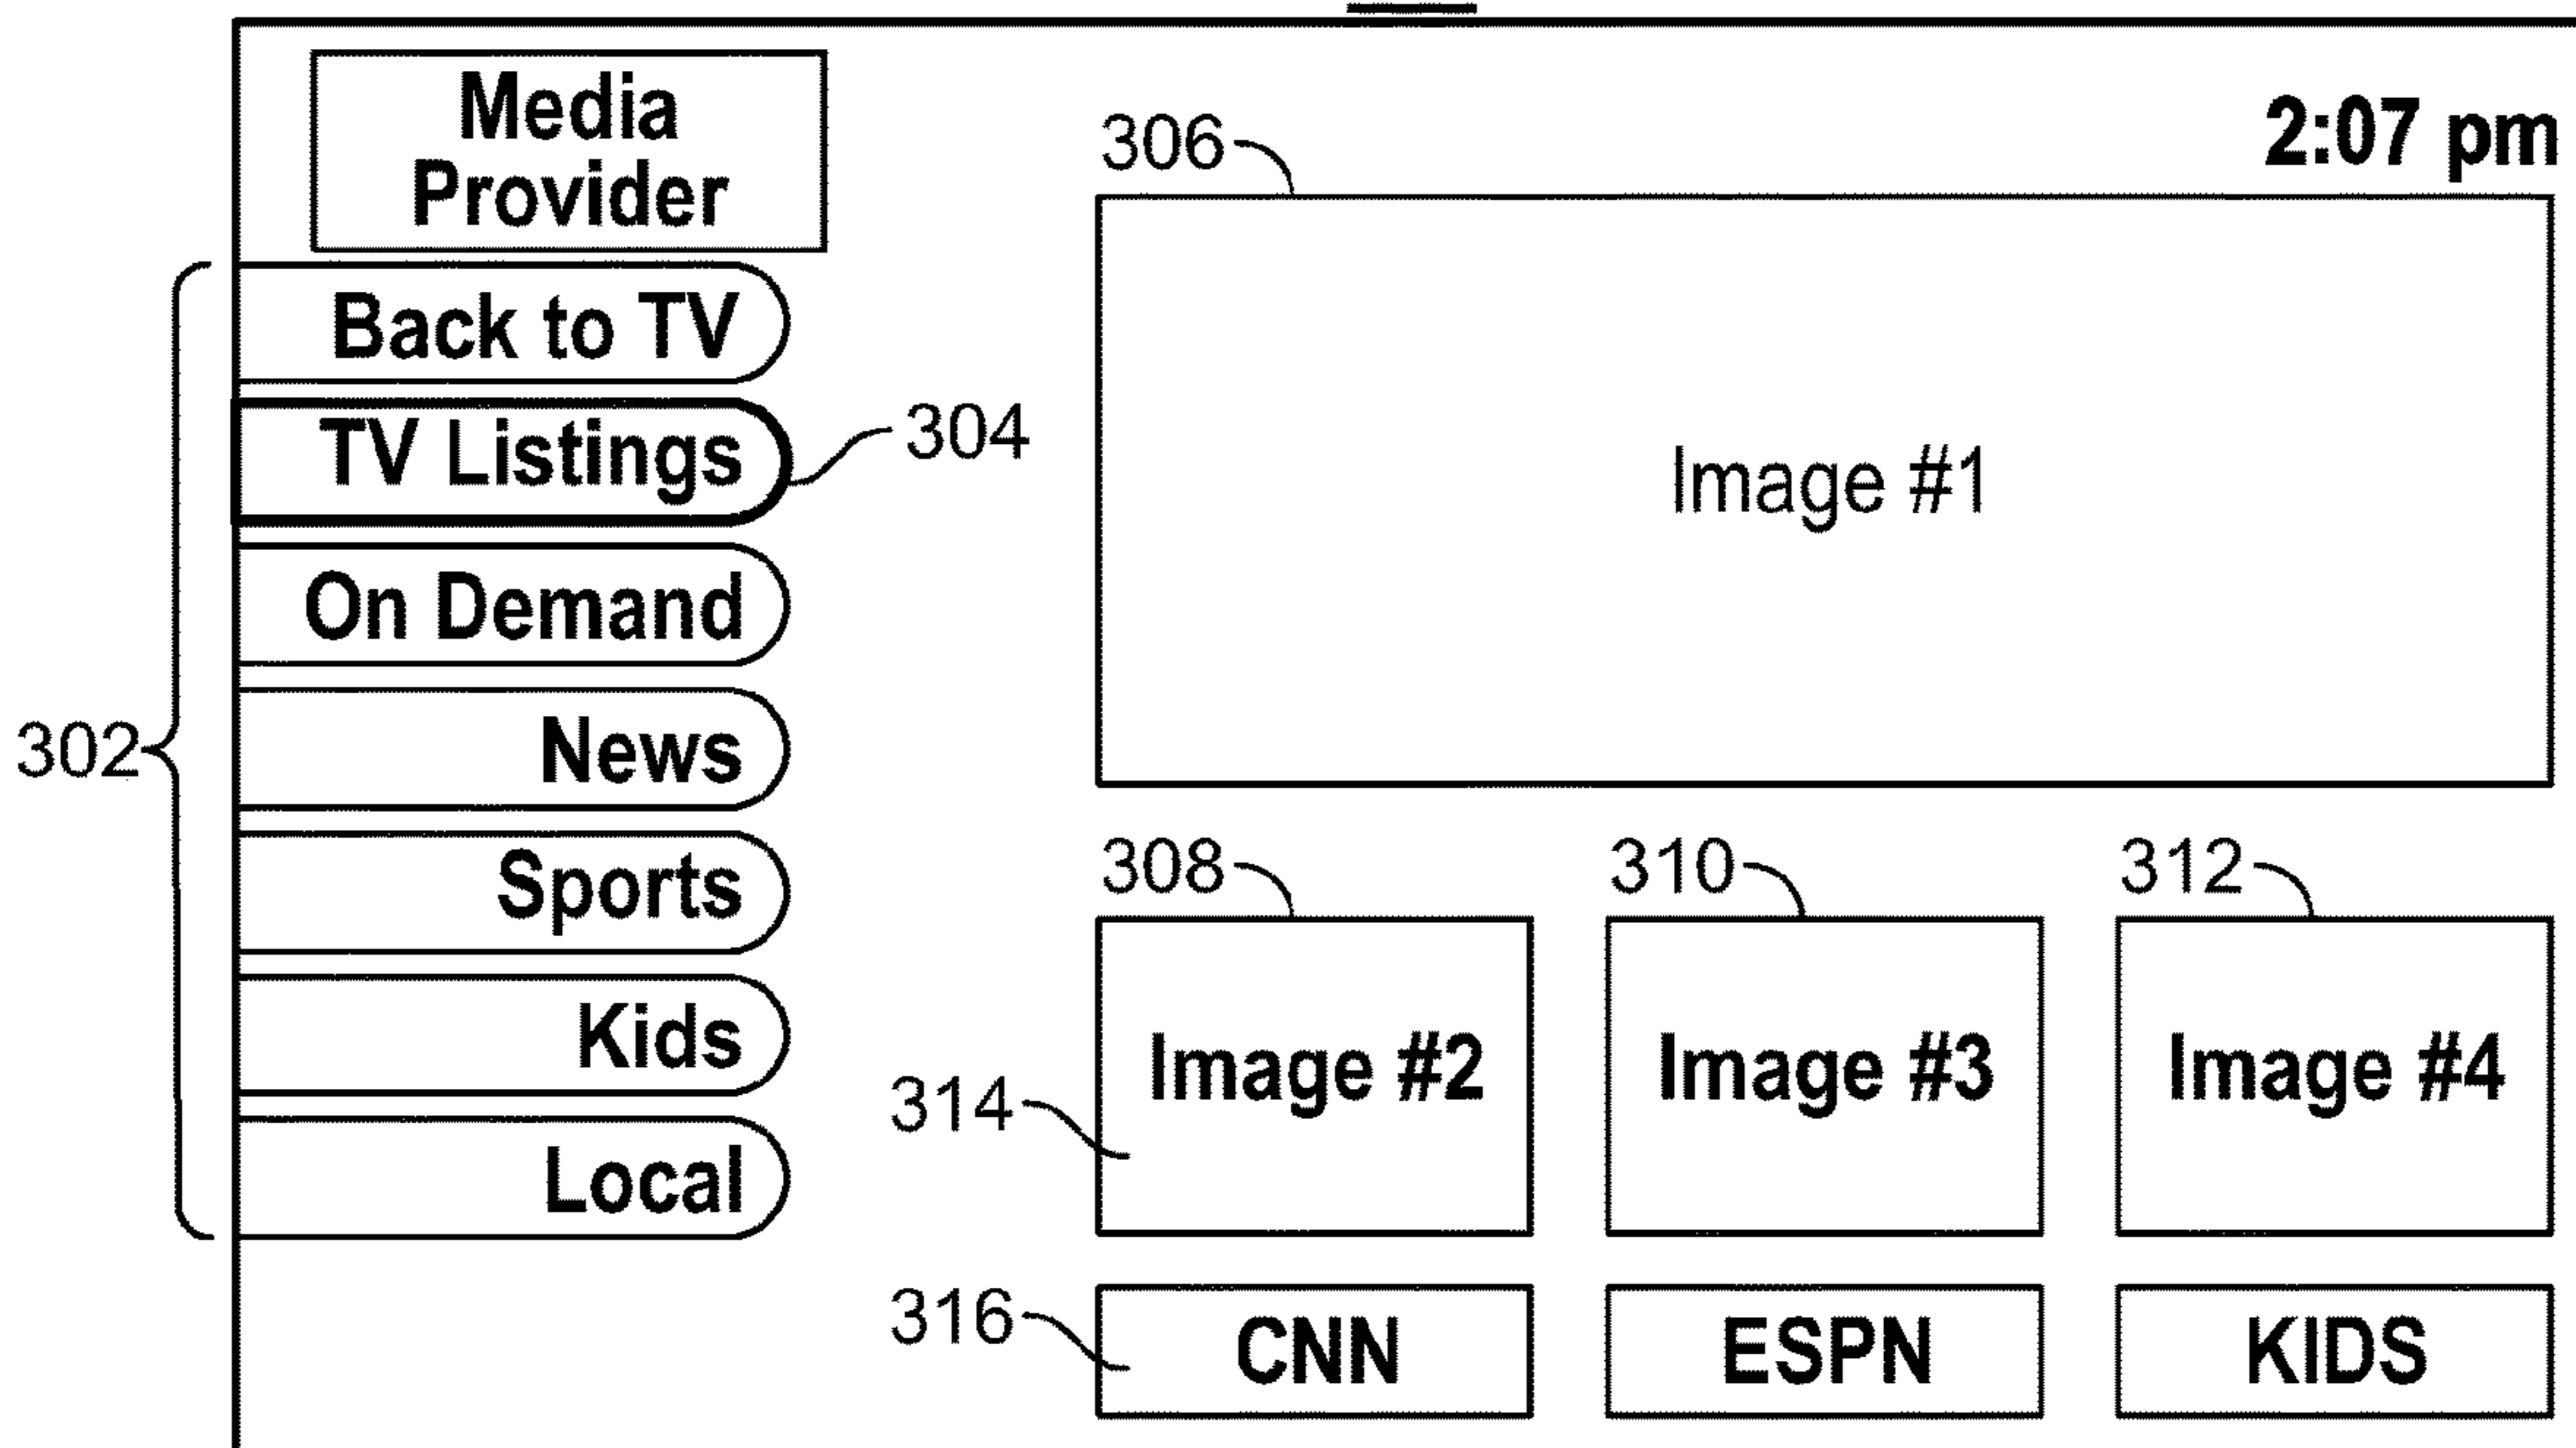 Media
Provider
2:07 pm
306
Back to TV
TV Listings
304
Image #1
On Demand
302
News
Sports
308
310
312
Kids
Image #2
Image #3
Image #4
314
Local
316
CNN
ESPN
KIDS